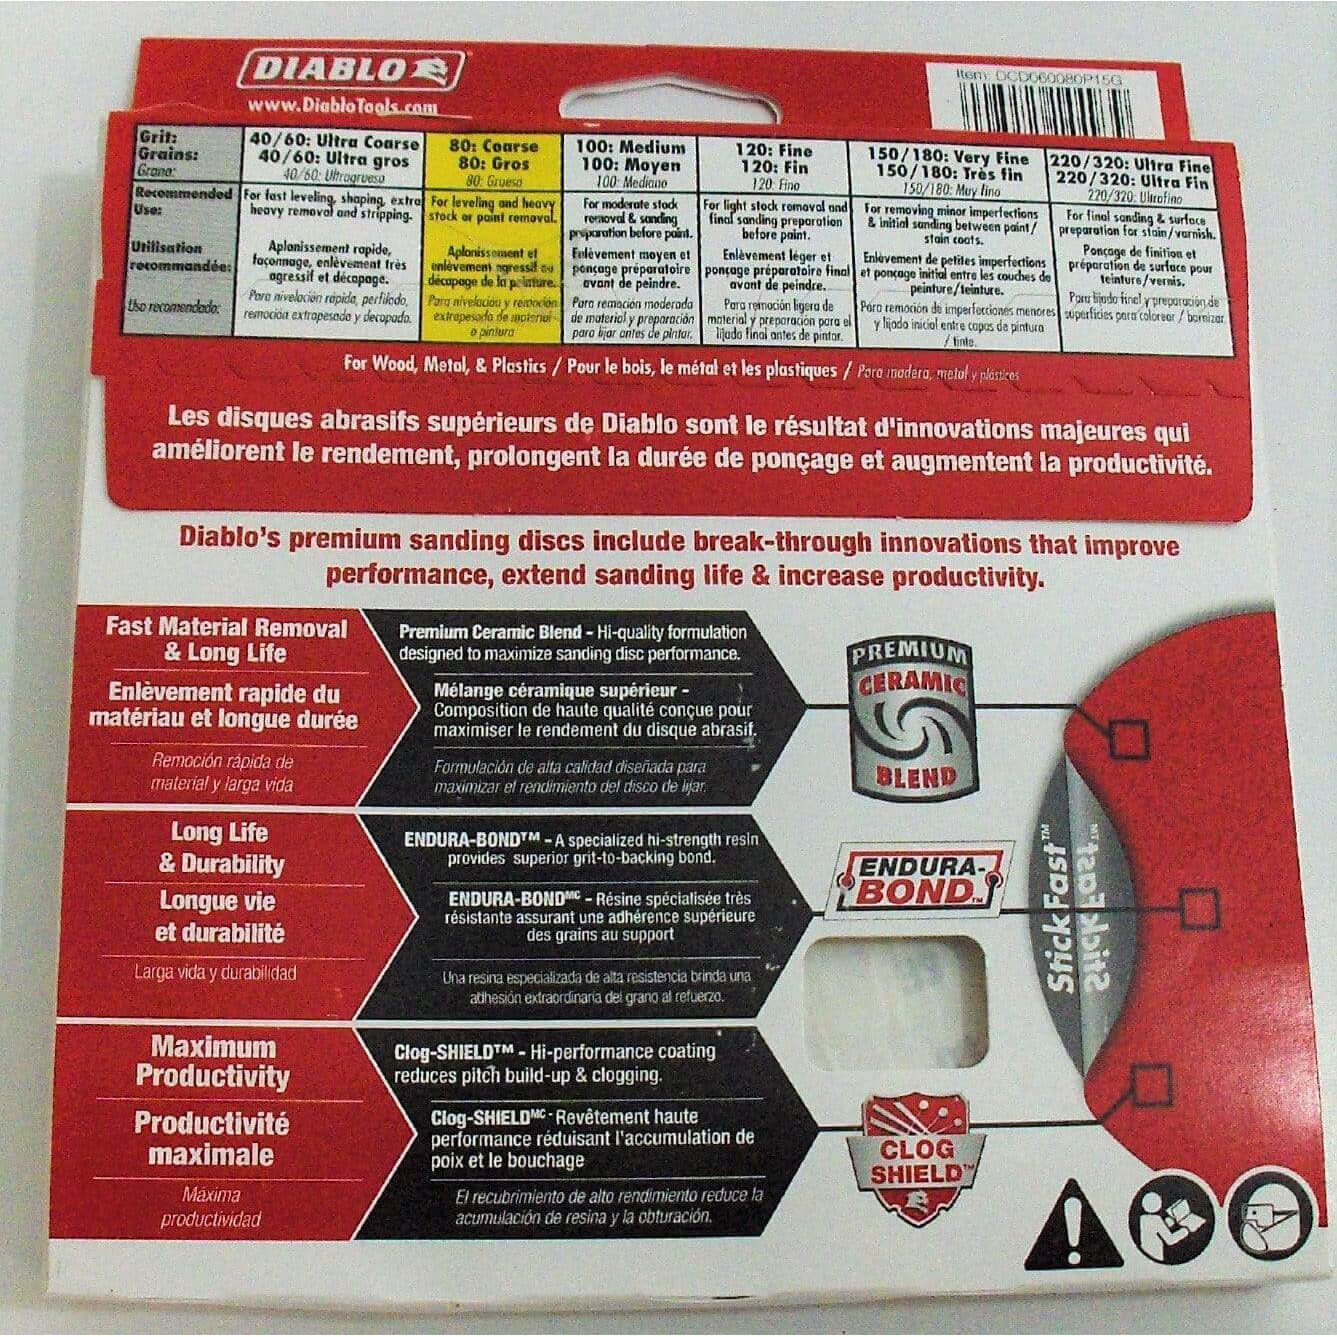 DIABLO
www.DiabloTools.com
Item: DCD060080P15G
Grit:
Grains:
Grano:
40/60: Ultra Coarse
40/60: Ultra gros
40/60: Ultragrueso
80: Coarse
80: Gros
80: Grueso
100: Medium
100: Moyen
100: Mediano
120: Fine
120: Fin
120: Fino
150/180: Very Fine
150/180: Très fin
150/180: Muy fino
220/320: Ultra Fine
220/320: Ultra Fin
220/320: Ultrafino
Recommended
Use:
For fast leveling, shaping, extra
heavy removal and stripping.
For leveling and heavy
stock or paint removal.
For moderate stock
removal & sanding
preparation before paint.
For light stock removal and
final sanding preparation
before paint.
For removing minor imperfections
& initial sanding between paint/
stain coats.
For final sanding & surface
preparation for stain/varnish.
Utilisation
recommandée:
Aplanissement rapide,
façonnage, enlèvement très
agressif et décapage.
Aplanissement et
enlèvement agressif ou
décapage de la peinture.
Enlèvement moyen et
ponçage préparatoire
avant de peindre.
Enlèvement léger et
ponçage préparatoire final
avant de peindre.
Enlèvement de petites imperfections
et ponçage initial entre les couches de
peinture/teinture.
Ponçage de finition et
préparation de surface pour
teinture/vernis.
Uso recomendado:
Para nivelación rápida, perfilado,
remoción extrapesada y decapado.
Para nivelación y remoción
extrapesada de material
o pintura
Para remoción moderada
de material y preparación
para lijar antes de pintar.
Para remoción ligera de
material y preparación para el
lijado final antes de pintar.
Para remoción de imperfecciones menores
y lijado inicial entre capas de pintura
/ tinte.
Para lijado final y preparación de
superficies para colorear / barnizar.
For Wood, Metal, & Plastics / Pour le bois, le métal et les plastiques / Para madera, metal y plásticos
Les disques abrasifs supérieurs de Diablo sont le résultat d'innovations majeures qui
améliorent le rendement, prolongent la durée de ponçage et augmentent la productivité.
Diablo's premium sanding discs include break-through innovations that improve
performance, extend sanding life & increase productivity.
Fast Material Removal
& Long Life
Enlèvement rapide du
matériau et longue durée
Remoción rápida de
material y larga vida
Premium Ceramic Blend - Hi-quality formulation
designed to maximize sanding disc performance.
Mélange céramique supérieur -
Composition de haute qualité conçue pour
maximiser le rendement du disque abrasif.
Formulación de alta calidad diseñada para
maximizar el rendimiento del disco de lijar.
PREMIUM
CERAMIC
BLEND
Long Life
& Durability
Longue vie
et durabilité
Larga vida y durabilidad
ENDURA-BOND™ - A specialized hi-strength resin
provides superior grit-to-backing bond.
ENDURA-BONDMC - Résine spécialisée très
résistante assurant une adhérence supérieure
des grains au support
Una resina especializada de alta resistencia brinda una
adhesión extraordinaria del grano al refuerzo.
ENDURA-
BOND™
StickFast™
StickFast™
Maximum
Productivity
Productivité
maximale
Máxima
productividad
Clog-SHIELD™ - Hi-performance coating
reduces pitch build-up & clogging.
Clog-SHIELDMC - Revêtement haute
performance réduisant l'accumulation de
poix et le bouchage
El recubrimiento de alto rendimiento reduce la
acumulación de resina y la obturación.
CLOG
SHIELD™